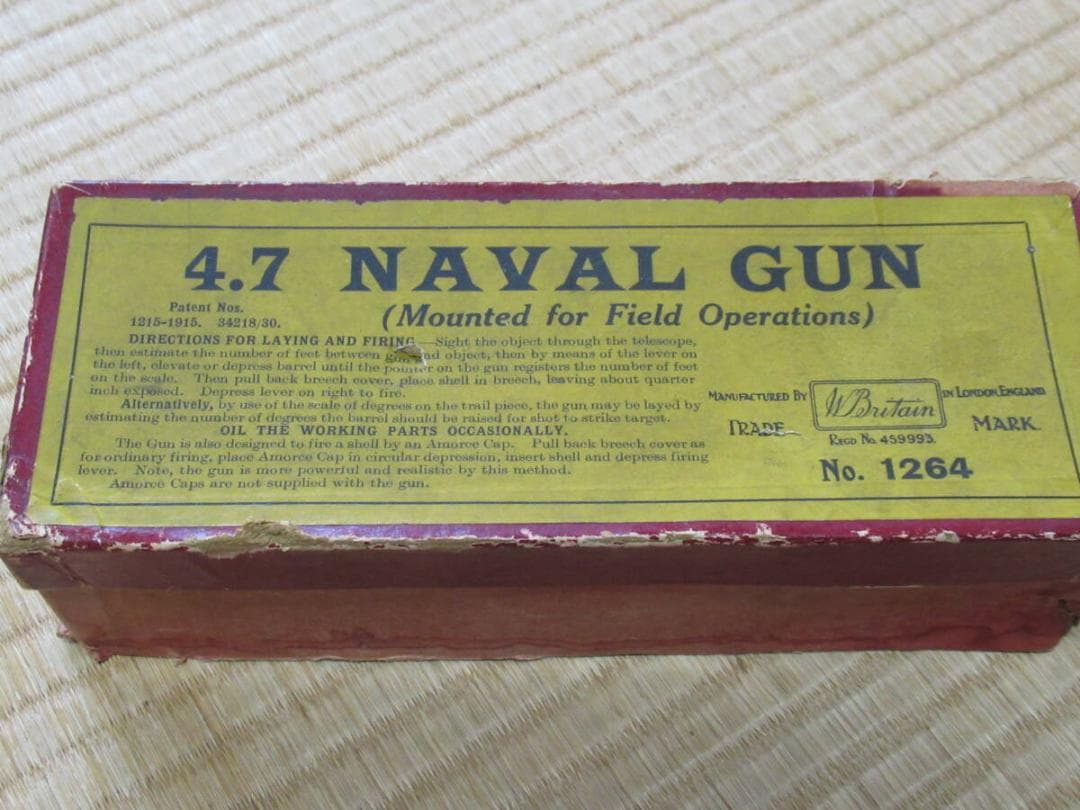 4.7 NAVAL GUN
Patent Nos.
1215-1915. 34218/30.
(Mounted for Field Operations)
DIRECTIONS FOR LAYING AND FIRING.—Sight the object through the telescope,
then estimate the number of feet between gun and object, then by means of the lever on
the left, elevate or depress barrel until the pointer on the gun registers the number of feet
on the scale. Then pull back breech cover, place shell in breech, leaving about quarter
inch exposed. Depress lever on right to fire.
Alternatively, by use of the scale of degrees on the trail piece, the gun may be layed by
estimating the number of degrees the barrel should be raised for shot to strike target.
OIL THE WORKING PARTS OCCASIONALLY.
The Gun is also designed to fire a shell by an Amorce Cap. Pull back breech cover as
for ordinary firing, place Amorce Cap in circular depression, insert shell and depress firing
lever. Note, the gun is more powerful and realistic by this method.
Amorce Caps are not supplied with the gun.
MANUFACTURED BY W.Britain IN LONDON ENGLAND
TRADE MARK.
REGD No. 459993.
No. 1264